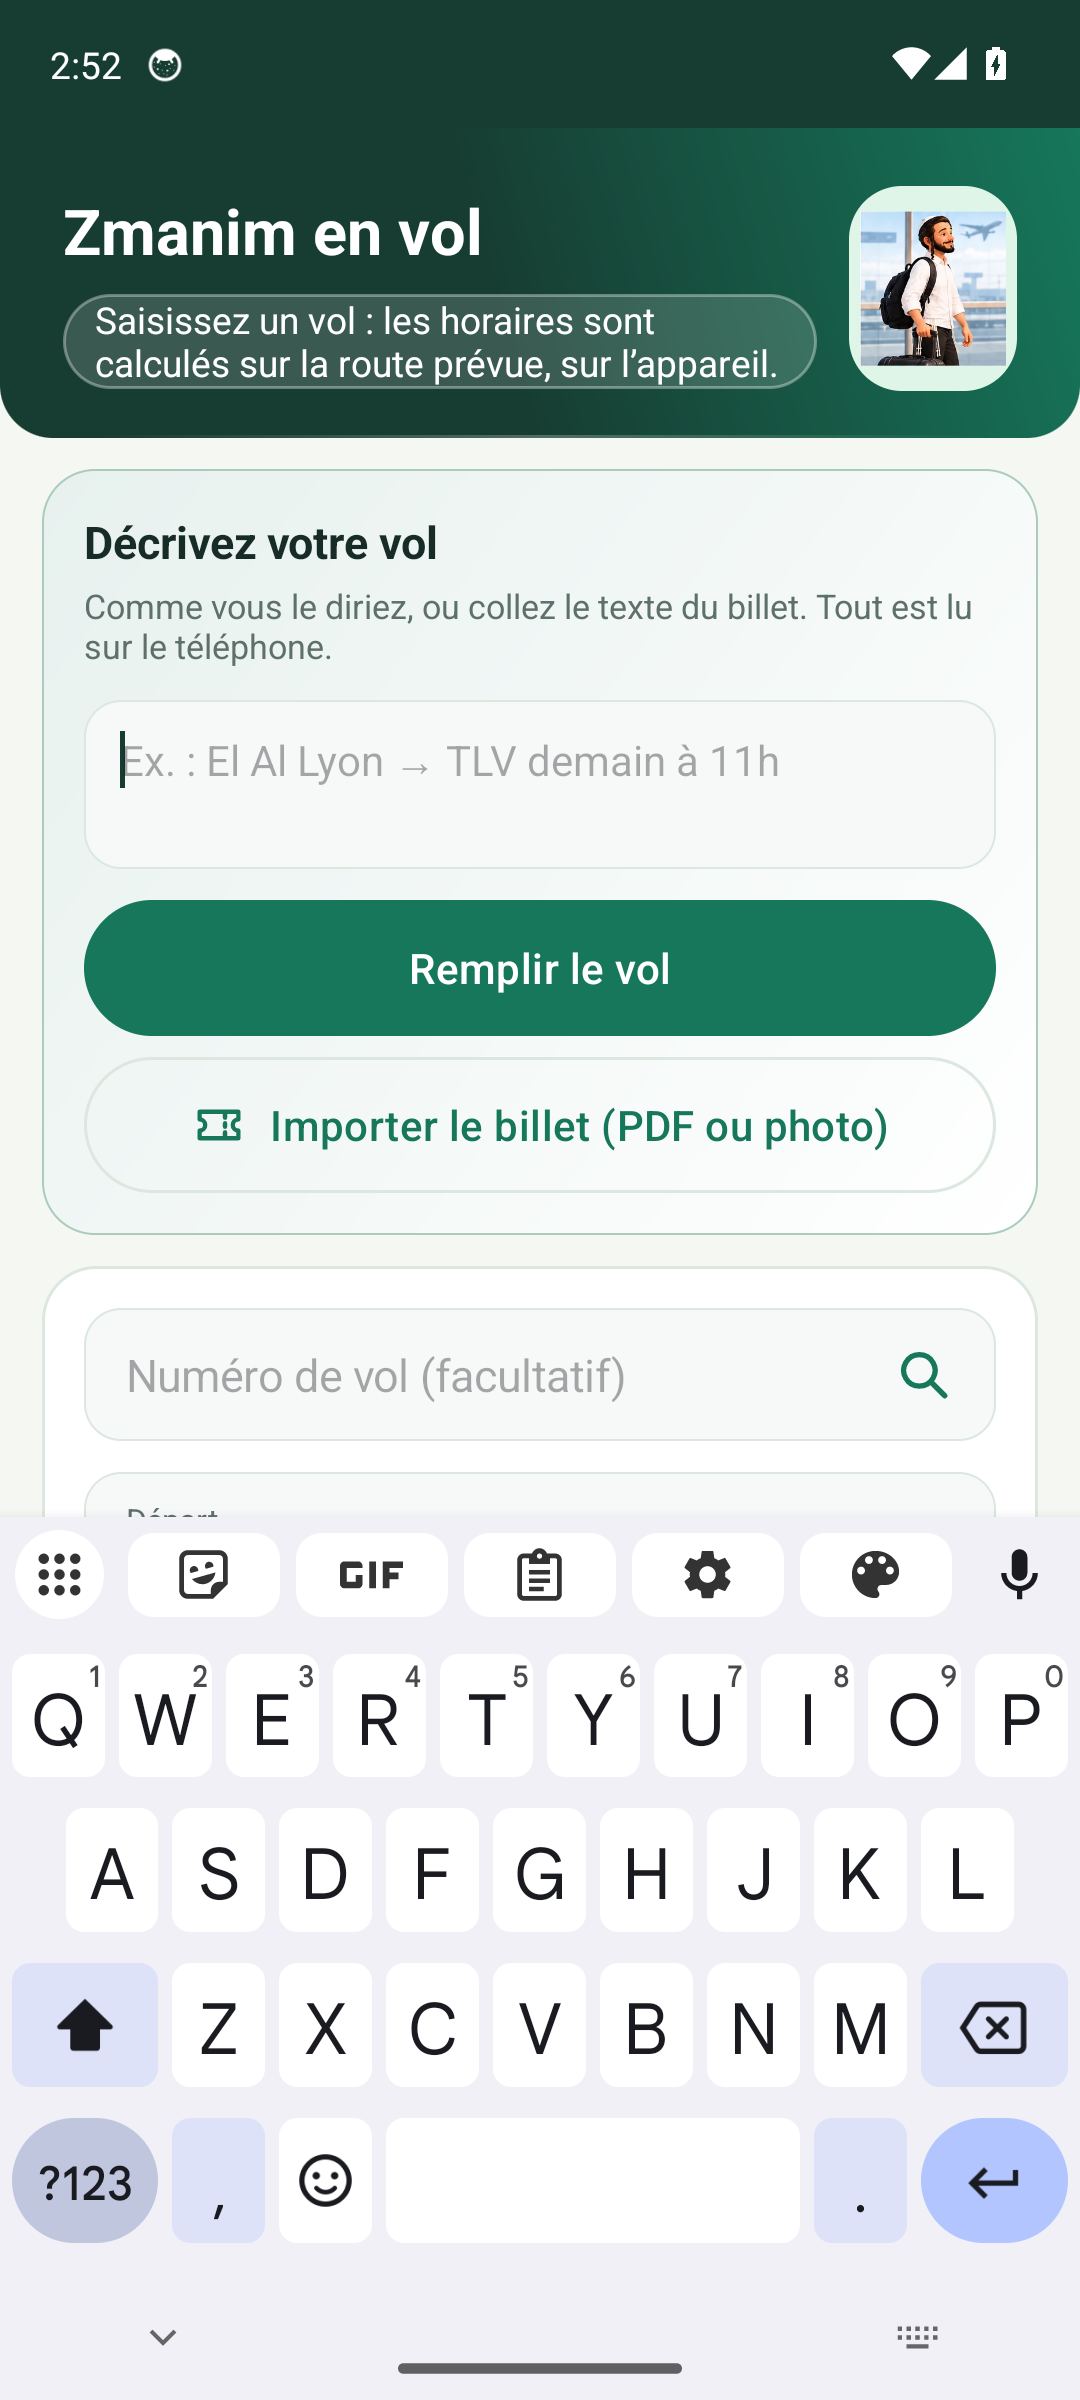 2:52
Zmanim en vol
Saisissez un vol : les horaires sont
calculés sur la route prévue, sur l’appareil.
Décrivez votre vol
Comme vous le diriez, ou collez le texte du billet. Tout est lu
sur le téléphone.
Ex. : El Al Lyon → TLV demain à 11h
Remplir le vol
Importer le billet (PDF ou photo)
Numéro de vol (facultatif)
Départ
GIF
Q 1 W 2 E 3 R 4 T 5 Y 6 U 7 I 8 O 9 P 0
A S D F G H J K L
Z X C V B N M
?123 , .